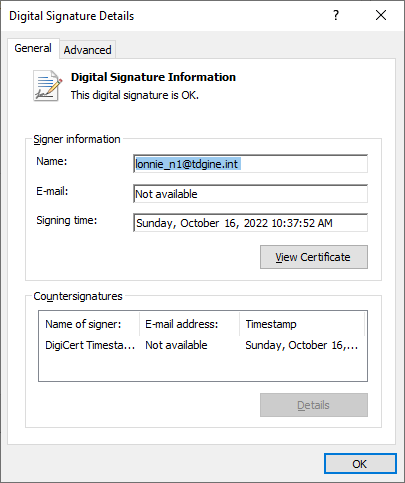 Digital Signature Details
?
General
Advanced
Digital Signature Information
This digital signature is OK.
Signer information
Name:
lonnie_n1@tdgine.int
E-mail:
Not available
Signing time:
Sunday, October 16, 2022 10:37:52 AM
View Certificate
Countersignatures
Name of signer: E-mail address: Timestamp
DigiCert Timesta... Not available Sunday, October 16,...
Details
OK